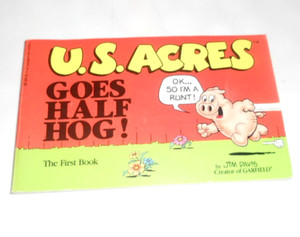 U.S. ACRES
GOES
HALF
HOG!
OK...
SO I'M A
RUNT!
The First Book
by JIM DAVIS
Creator of GARFIELD